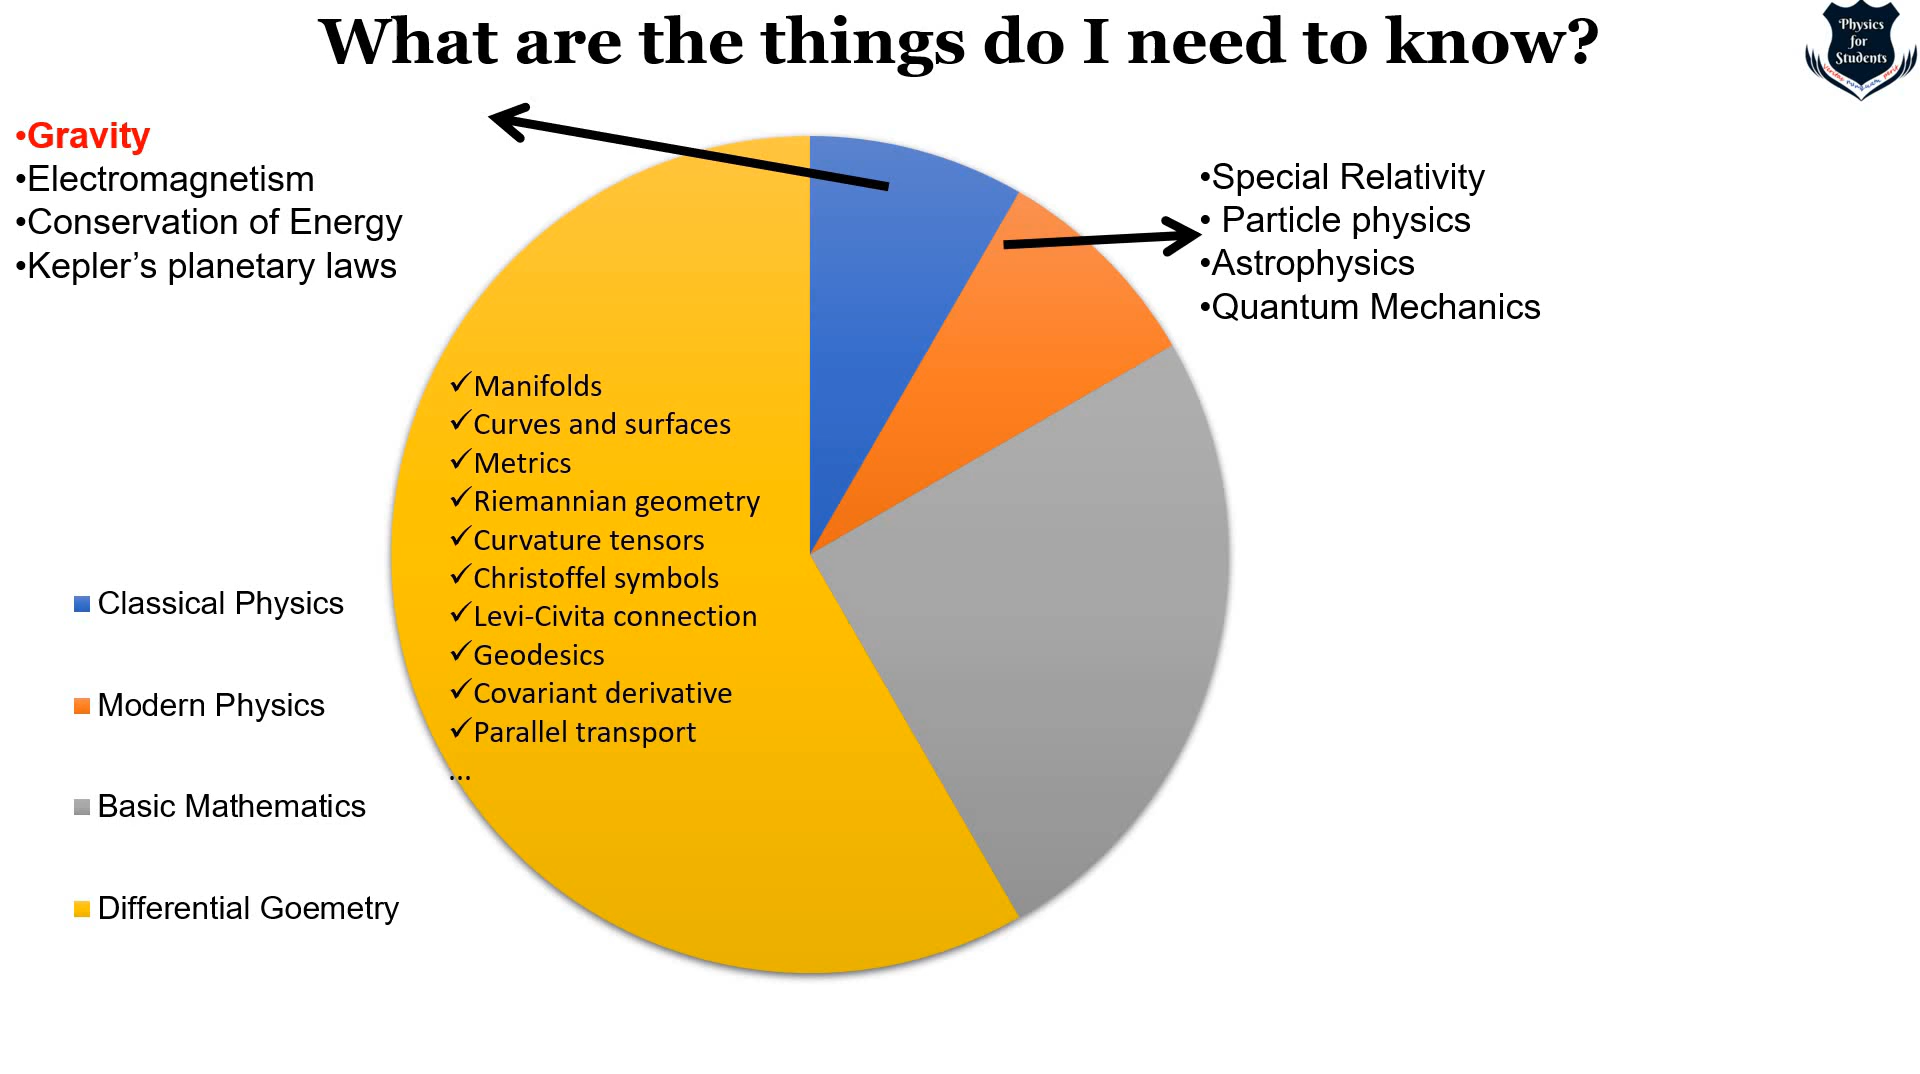 What are the things do I need to know?
Physics
for
Students
•Gravity
•Electromagnetism
•Conservation of Energy
•Kepler’s planetary laws
•Special Relativity
• Particle physics
•Astrophysics
•Quantum Mechanics
✓Manifolds
✓Curves and surfaces
✓Metrics
✓Riemannian geometry
✓Curvature tensors
✓Christoffel symbols
✓Levi-Civita connection
✓Geodesics
✓Covariant derivative
✓Parallel transport
...
Classical Physics
Modern Physics
Basic Mathematics
Differential Goemetry